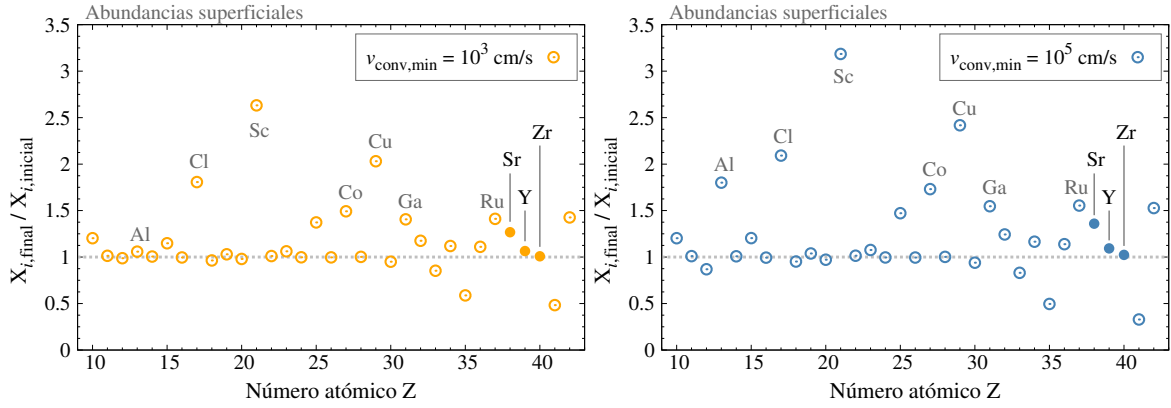 Abundancias superficiales
v_conv,min = 10³ cm/s
3.5
3
2.5
2
1.5
1
0.5
0
X_i,final / X_i,inicial
Al
Cl
Sc
Co
Cu
Ga
Ru
Sr
Y
Zr
10 15 20 25 30 35 40
Número atómico Z
Abundancias superficiales
v_conv,min = 10⁵ cm/s
3.5
3
2.5
2
1.5
1
0.5
0
X_i,final / X_i,inicial
Al
Cl
Sc
Co
Cu
Ga
Ru
Sr
Y
Zr
10 15 20 25 30 35 40
Número atómico Z